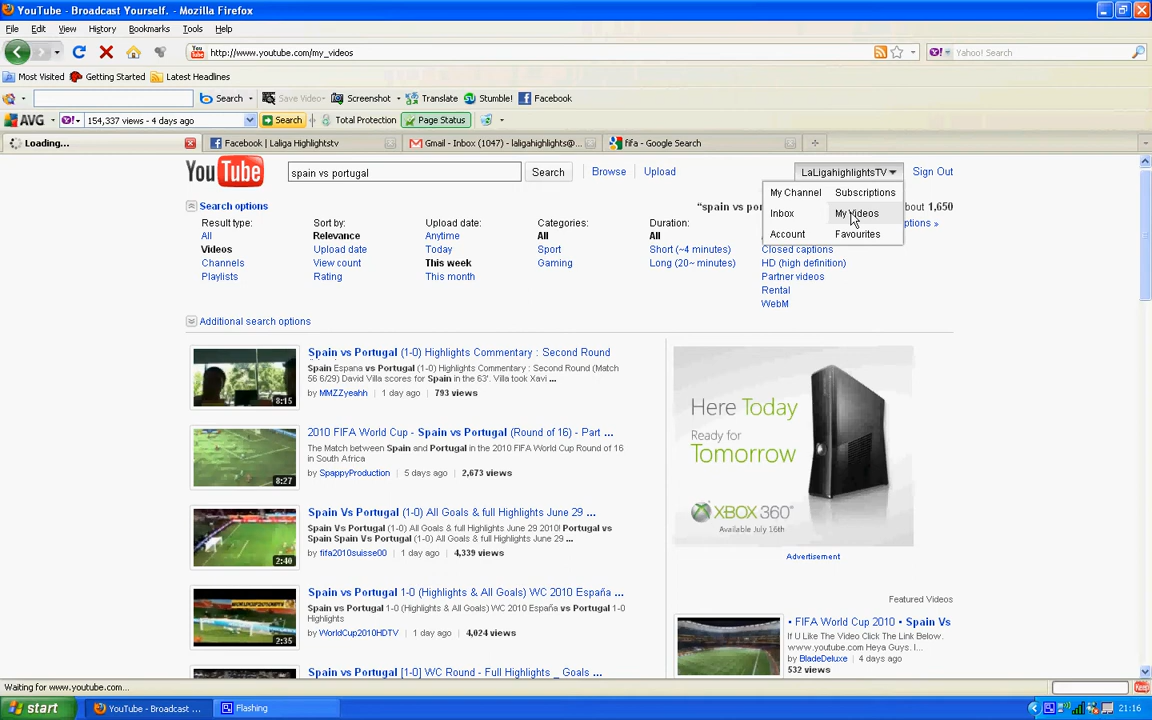 YouTube - Broadcast Yourself. - Mozilla Firefox
File Edit View History Bookmarks Tools Help
You Tube http://www.youtube.com/my_videos Y! Yahoo! Search
Most Visited Getting Started Latest Headlines
Search Save Video Screenshot Translate Stumble! Facebook
AVG Y! 154,337 views - 4 days ago Search Total Protection Page Status
Loading... Facebook | Laliga Highlightstv Gmail - Inbox (1047) - laligahighlights@... fifa - Google Search
YouTube spain vs portugal Search Browse Upload LaLigahighlightsTV Sign Out
My Channel Subscriptions
Search options "spain vs por bout 1,650
Inbox My Videos
Result type: Sort by: Upload date: Categories: Duration: ptions »
All Relevance Anytime All All
Account Favourites
Videos Upload date Today Sport Short (~4 minutes) Closed captions
Channels View count This week Gaming Long (20~ minutes) HD (high definition)
Playlists Rating This month Partner videos
Rental
WebM
Additional search options
Spain vs Portugal (1-0) Highlights Commentary : Second Round
Spain Espana vs Portugal (1-0) Highlights Commentary : Second Round (Match
56 6/29) David Villa scores for Spain in the 63'. Villa took Xavi ...
by MMZZyeahh | 1 day ago | 793 views
8:15
2010 FIFA World Cup - Spain vs Portugal (Round of 16) - Part ...
The Match between Spain and Portugal in the 2010 FIFA World Cup Round of 16
in South Africa
by SpappyProduction | 5 days ago | 2,673 views
8:27
Spain Vs Portugal (1-0) All Goals & full Highlights June 29 ...
Spain Vs Portugal (1-0) All Goals & full Highlights June 29 2010! Portugal vs
Spain Spain Vs Portugal (1-0) All Goals & full Highlights June 29 ...
by fifa2010suisse00 | 1 day ago | 4,339 views
2:40
Spain vs Portugal 1-0 (Highlights & All Goals) WC 2010 España ...
Spain vs Portugal 1-0 (Highlights & All Goals) WC 2010 España vs Portugal 1-0
Highlights
by WorldCup2010HDTV | 1 day ago | 4,024 views
2:35
Spain vs Portugal [1-0] WC Round - Full Highlights _ Goals ...
Here Today
Ready for
Tomorrow
XBOX 360
Available July 16th
Advertisement
Featured Videos
• FIFA World Cup 2010 • Spain Vs
If U Like The Video Click The Link Below.
www.youtube.com Heya Guys. I...
by BladeDeluxe | 4 days ago
532 views
Waiting for www.youtube.com...
start YouTube - Broadcast ... Flashing 21:16